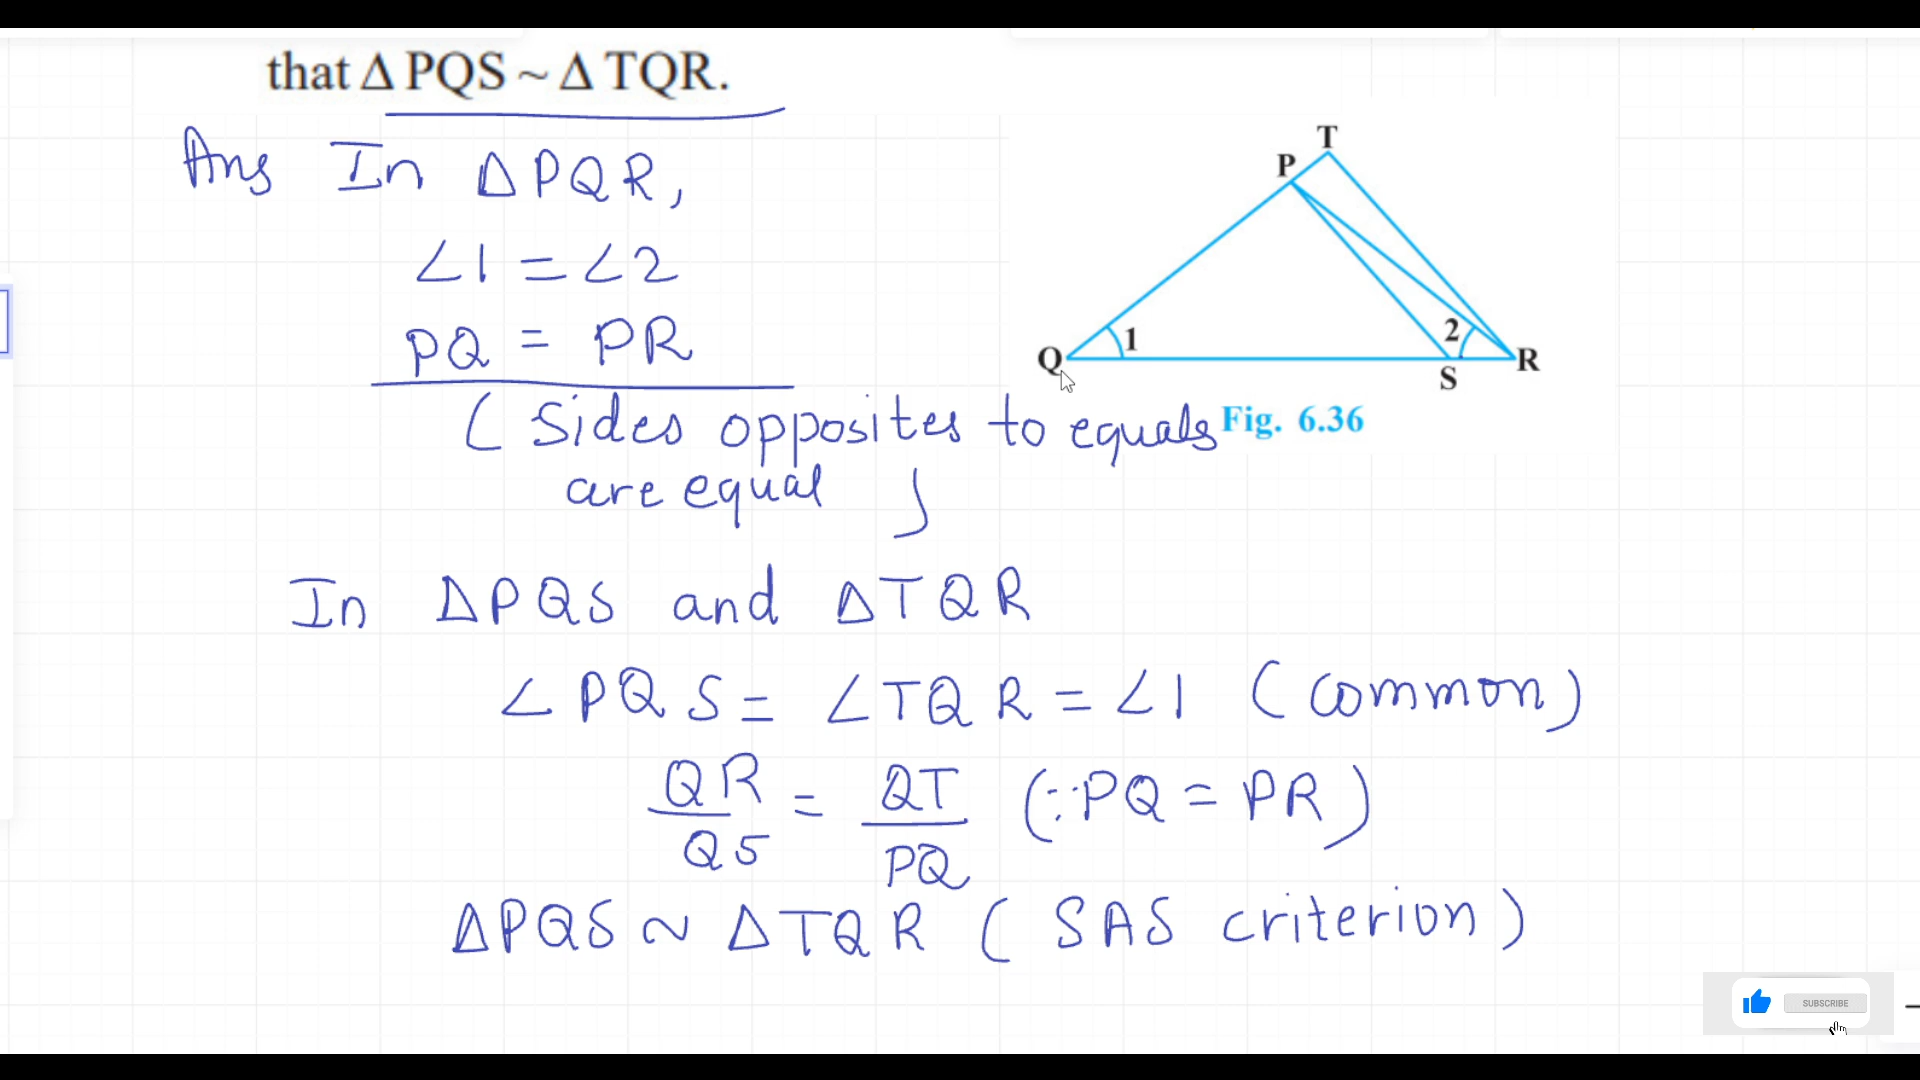 that Δ PQS ~ Δ TQR.
Ans In Δ PQR,
∠1 = ∠2
PQ = PR
( Sides opposites to equals
are equal )
T
P
1
2
Q
R
S
Fig. 6.36
In ΔPQS and ΔTQR
∠PQS = ∠TQR = ∠1 (common)
QR/QS = QT/PQ (∵PQ = PR)
ΔPQS ~ ΔTQR ( SAS criterion )
SUBSCRIBE